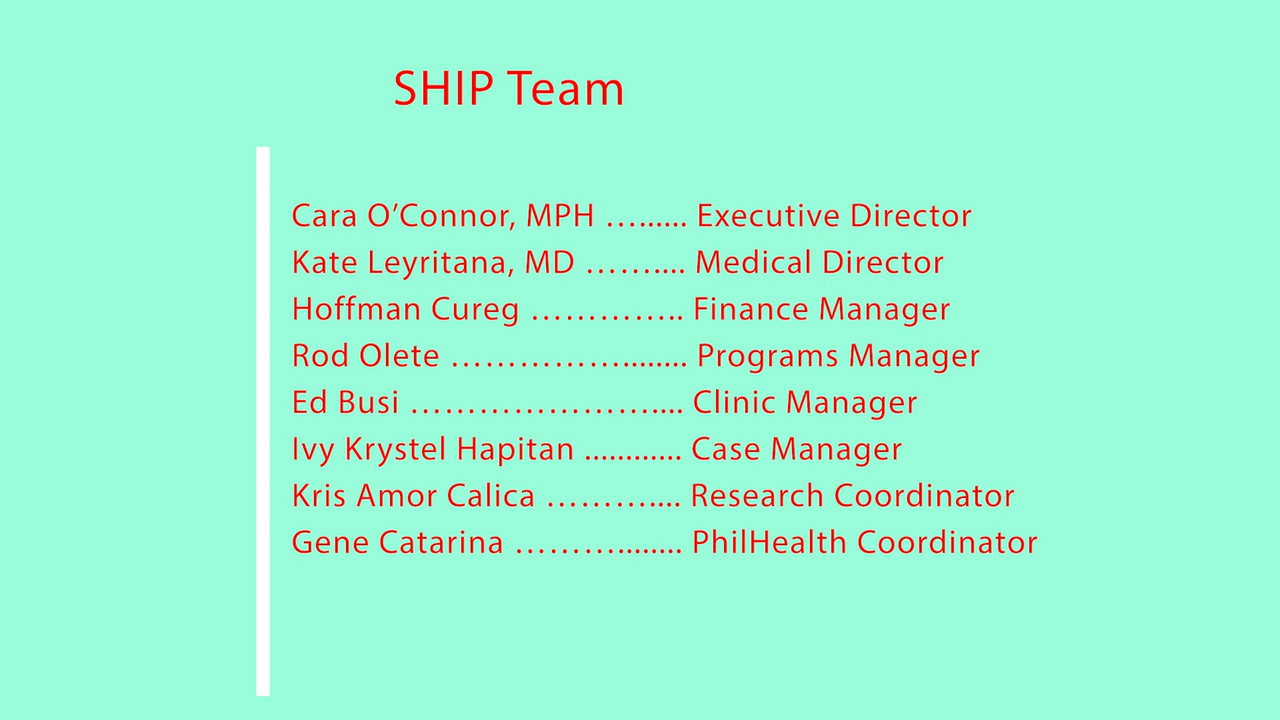 SHIP Team
Cara O’Connor, MPH …...... Executive Director
Kate Leyritana, MD …….... Medical Director
Hoffman Cureg ………….. Finance Manager
Rod Olete ……………........ Programs Manager
Ed Busi ………………….... Clinic Manager
Ivy Krystel Hapitan ............ Case Manager
Kris Amor Calica ……….... Research Coordinator
Gene Catarina ………........ PhilHealth Coordinator